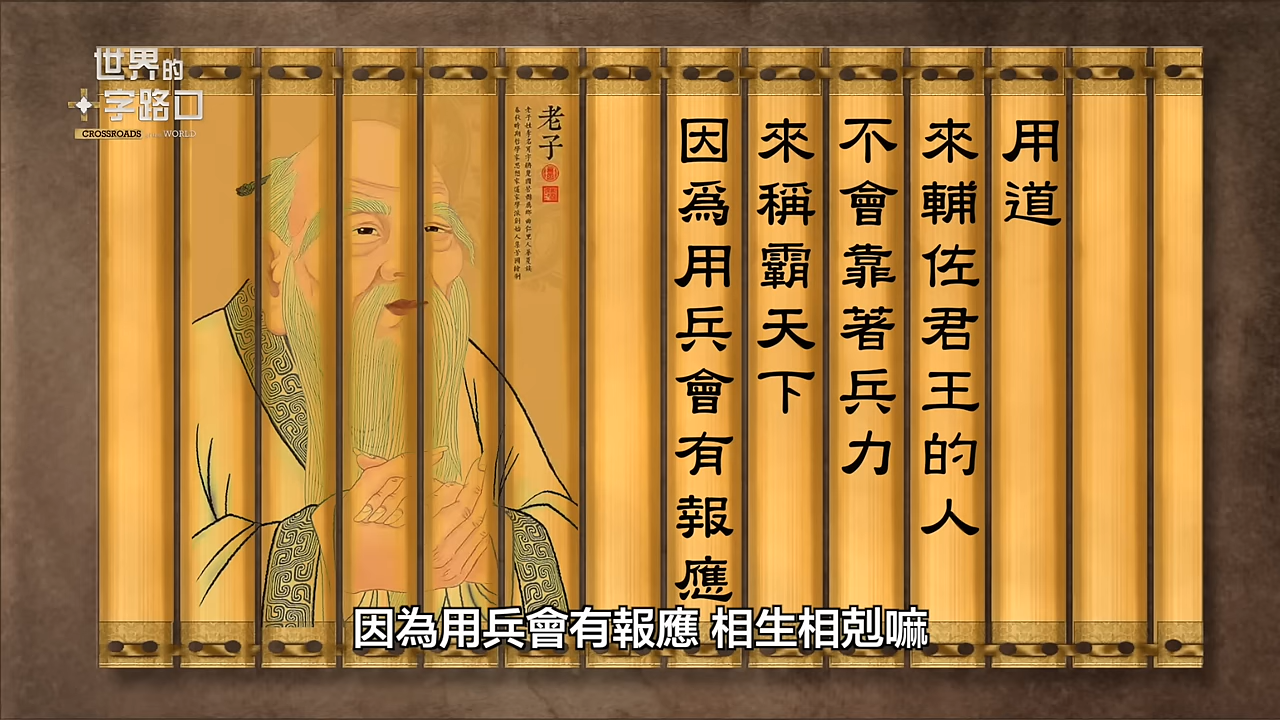 世界的
十字路口
CROSSROADS of the WORLD
用道
來輔佐君王的人
不會靠著兵力
來稱霸天下
因爲用兵會有報應
老子
因為用兵會有報應 相生相剋嘛